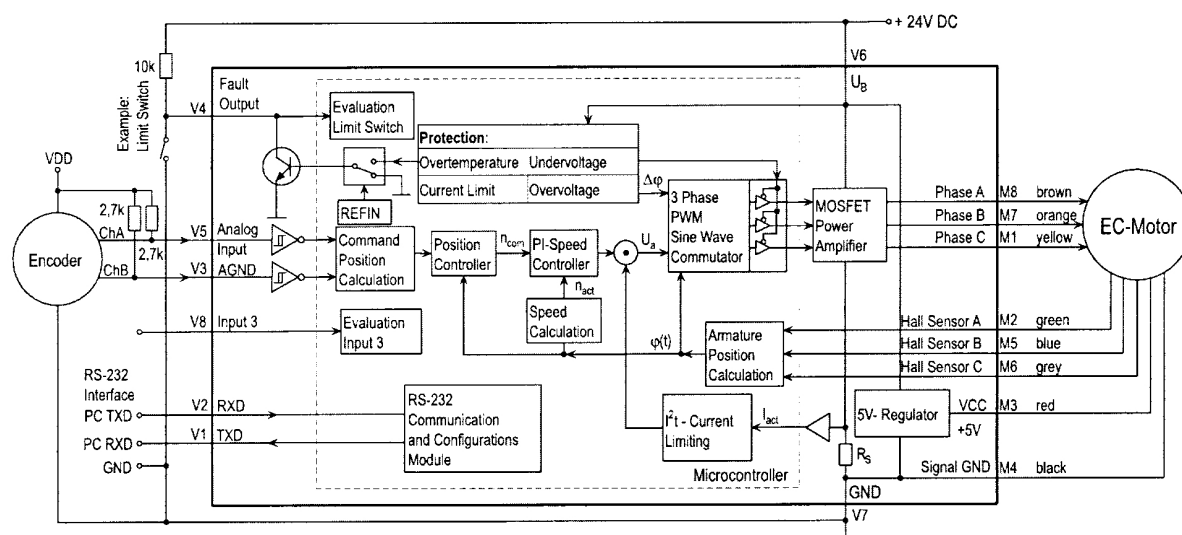 + 24V DC
10k
V6
Example:
Limit Switch
Fault
Output
U_B
V4
Evaluation
Limit Switch
Protection:
Overtemperature Undervoltage
Current Limit Overvoltage
VDD
REFIN
Δφ
3 Phase
PWM
Sine Wave
Commutator
MOSFET
Power
Amplifier
Phase A M8 brown
Phase B M7 orange
Phase C M1 yellow
EC-Motor
2,7k
2,7k
Encoder
ChA
V5 Analog
Input
ChB
V3 AGND
Command
Position
Calculation
Position
Controller
n_com
PI-Speed
Controller
U_a
n_act
Speed
Calculation
V8 Input 3
Evaluation
Input 3
φ(t)
Armature
Position
Calculation
Hall Sensor A M2 green
Hall Sensor B M5 blue
Hall Sensor C M6 grey
RS-232
Interface
PC TXD
V2 RXD
PC RXD
V1 TXD
GND
RS-232
Communication
and Configurations
Module
I²t - Current
Limiting
I_act
5V- Regulator
VCC M3 red
+5V
R_S
Microcontroller
Signal GND M4 black
GND
V7